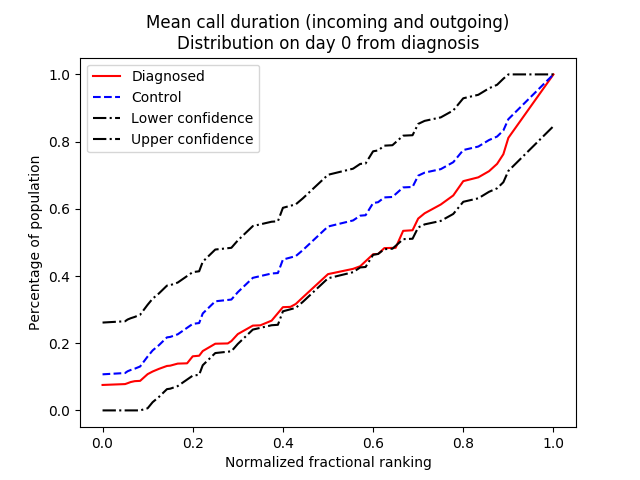 Mean call duration (incoming and outgoing)
Distribution on day 0 from diagnosis
Diagnosed
Control
Lower confidence
Upper confidence
Percentage of population
1.0
0.8
0.6
0.4
0.2
0.0
0.0 0.2 0.4 0.6 0.8 1.0
Normalized fractional ranking